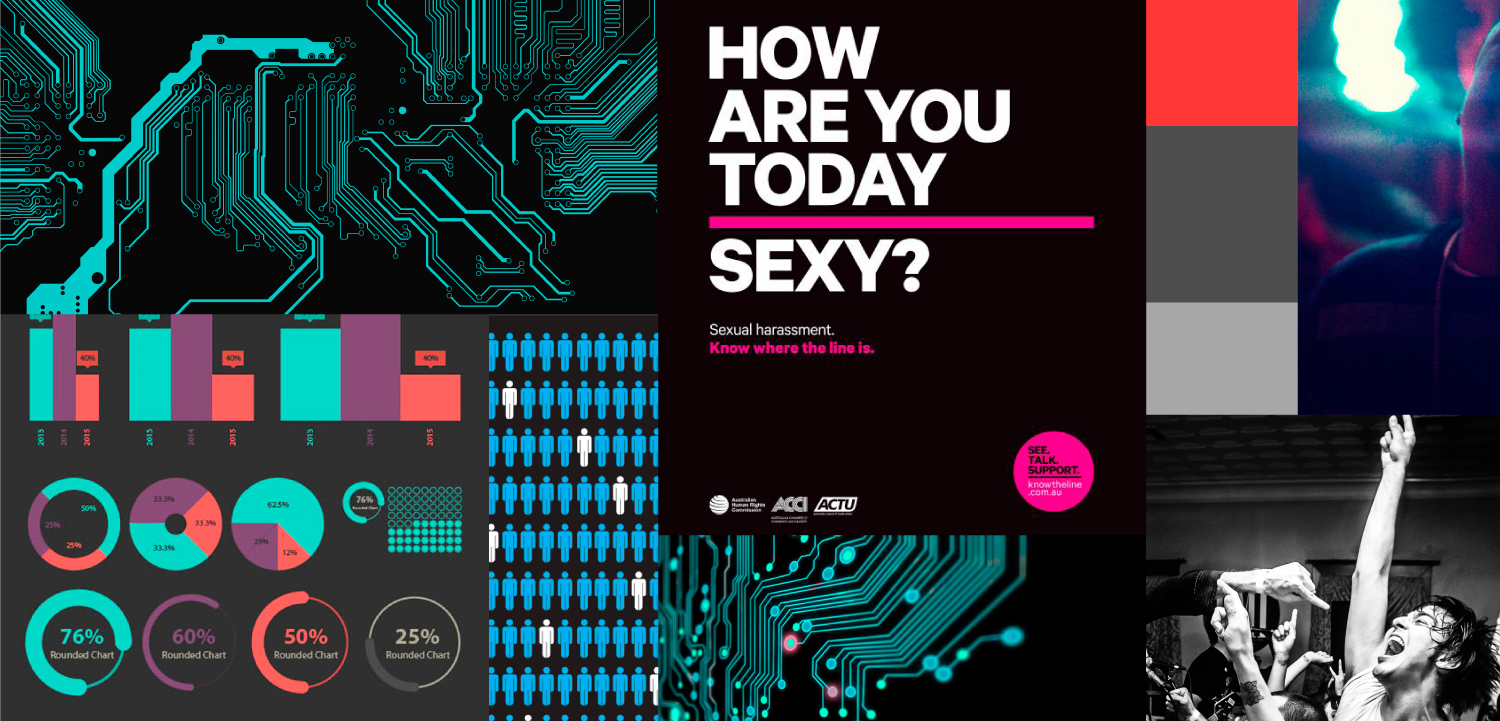 HOW
ARE YOU
TODAY
SEXY?
Sexual harassment.
Know where the line is.
SEE.
TALK.
SUPPORT.
knowtheline
.com.au
Australian
Human Rights
Commission
ACCI
ACTU
40%
40%
40%
2013
2014
2015
2013
2014
2015
2013
2014
2015
50%
25%
25%
33.3%
33.3%
33.3%
62.5%
25%
12%
76%
Rounded Chart
76%
Rounded Chart
60%
Rounded Chart
50%
Rounded Chart
25%
Rounded Chart